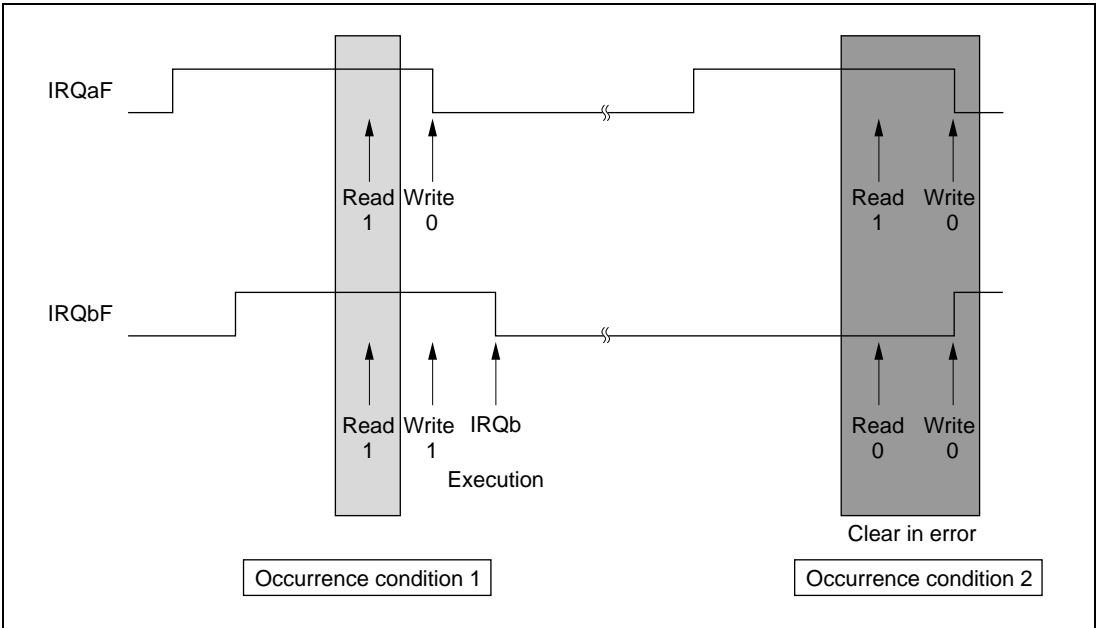 IRQaF
Read Write
1 0
Read Write
1 0
IRQbF
Read Write IRQb
1 1
Execution
Read Write
0 0
Clear in error
Occurrence condition 1
Occurrence condition 2